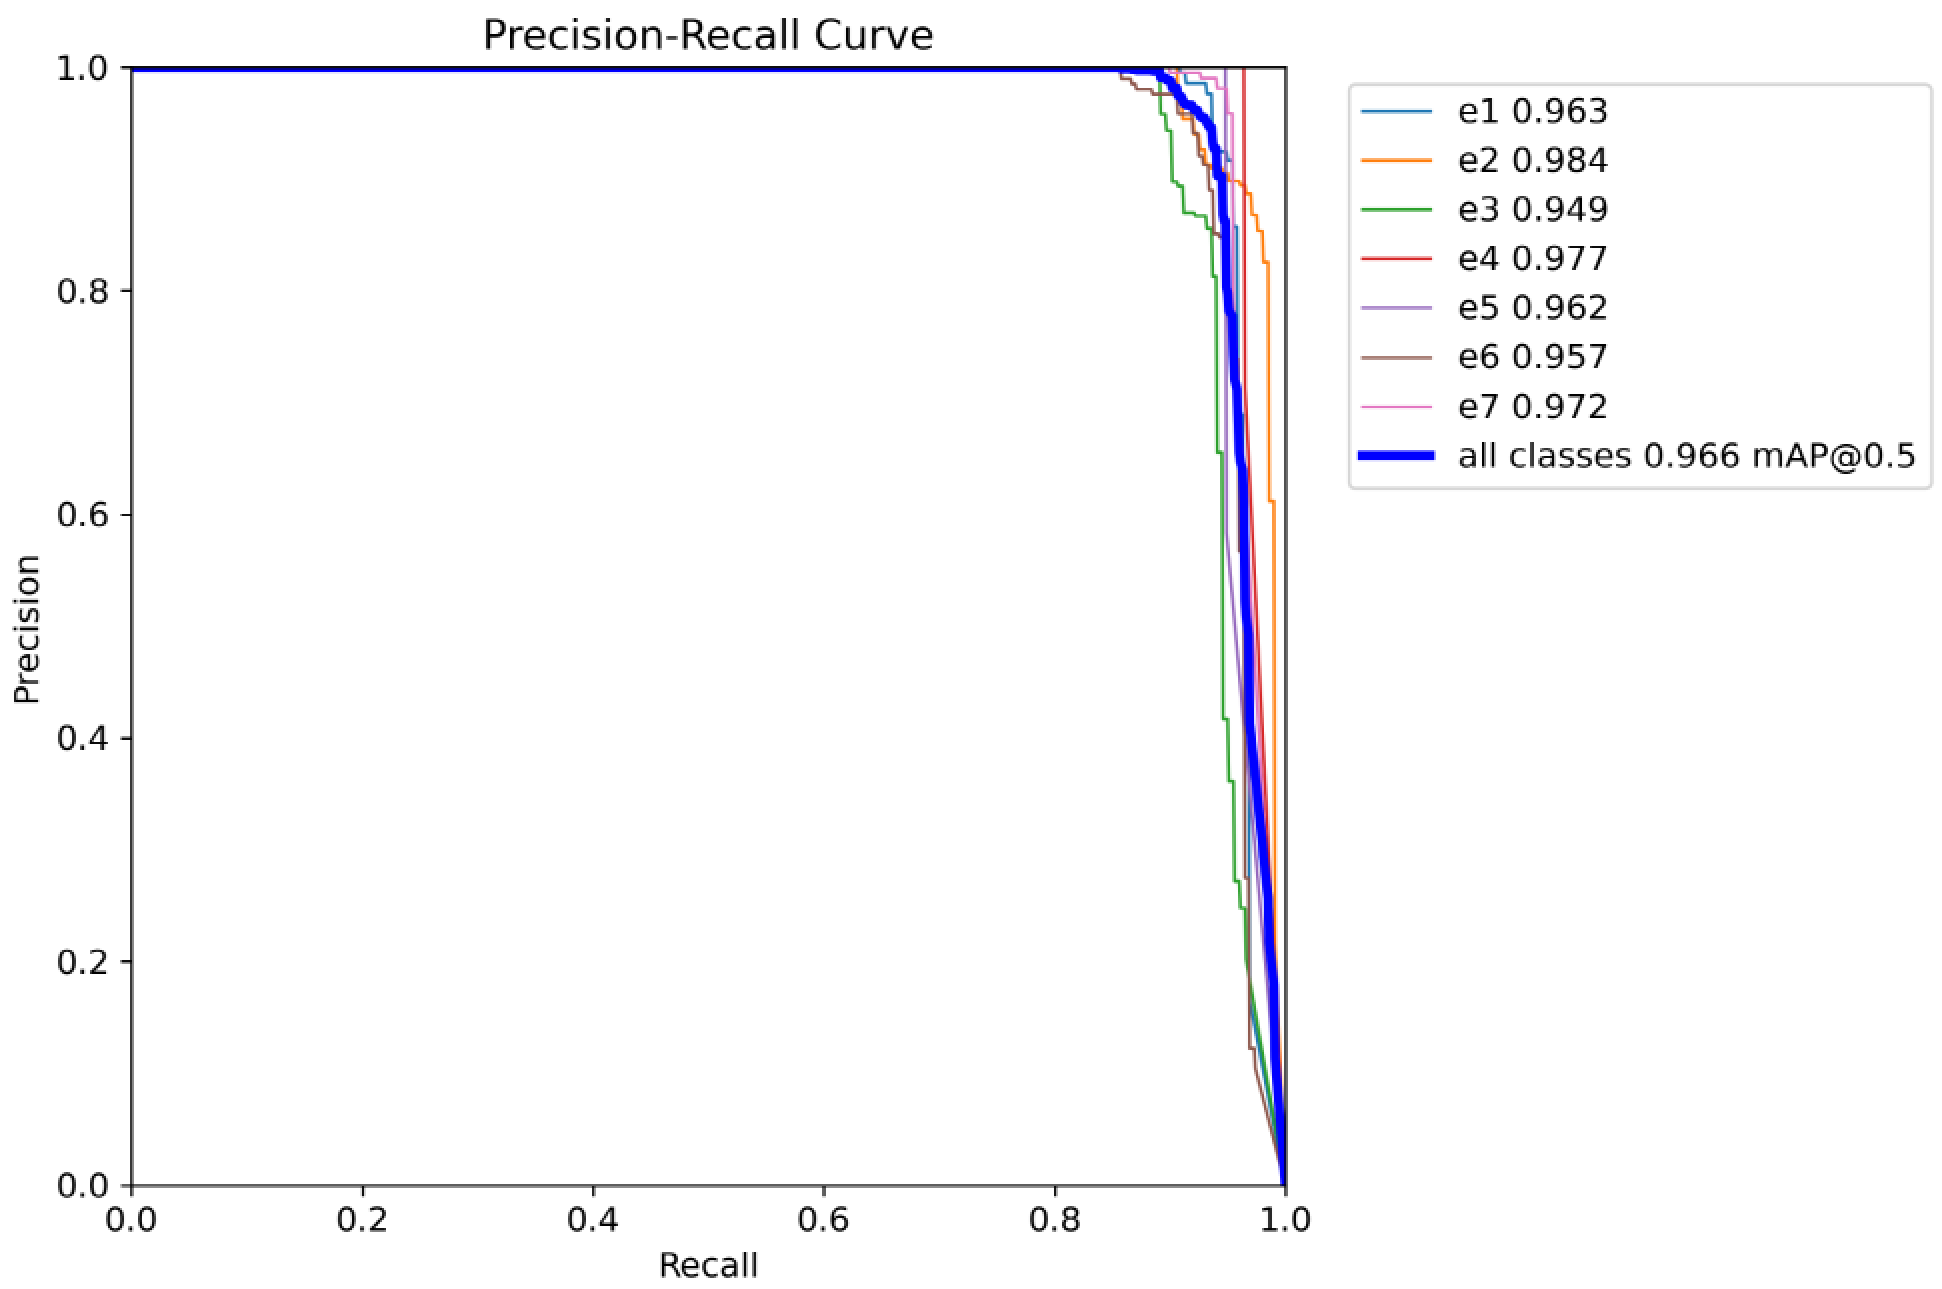 Precision-Recall Curve
1.0
0.8
0.6
0.4
0.2
0.0
Precision
0.0 0.2 0.4 0.6 0.8 1.0
Recall
e1 0.963
e2 0.984
e3 0.949
e4 0.977
e5 0.962
e6 0.957
e7 0.972
all classes 0.966 mAP@0.5